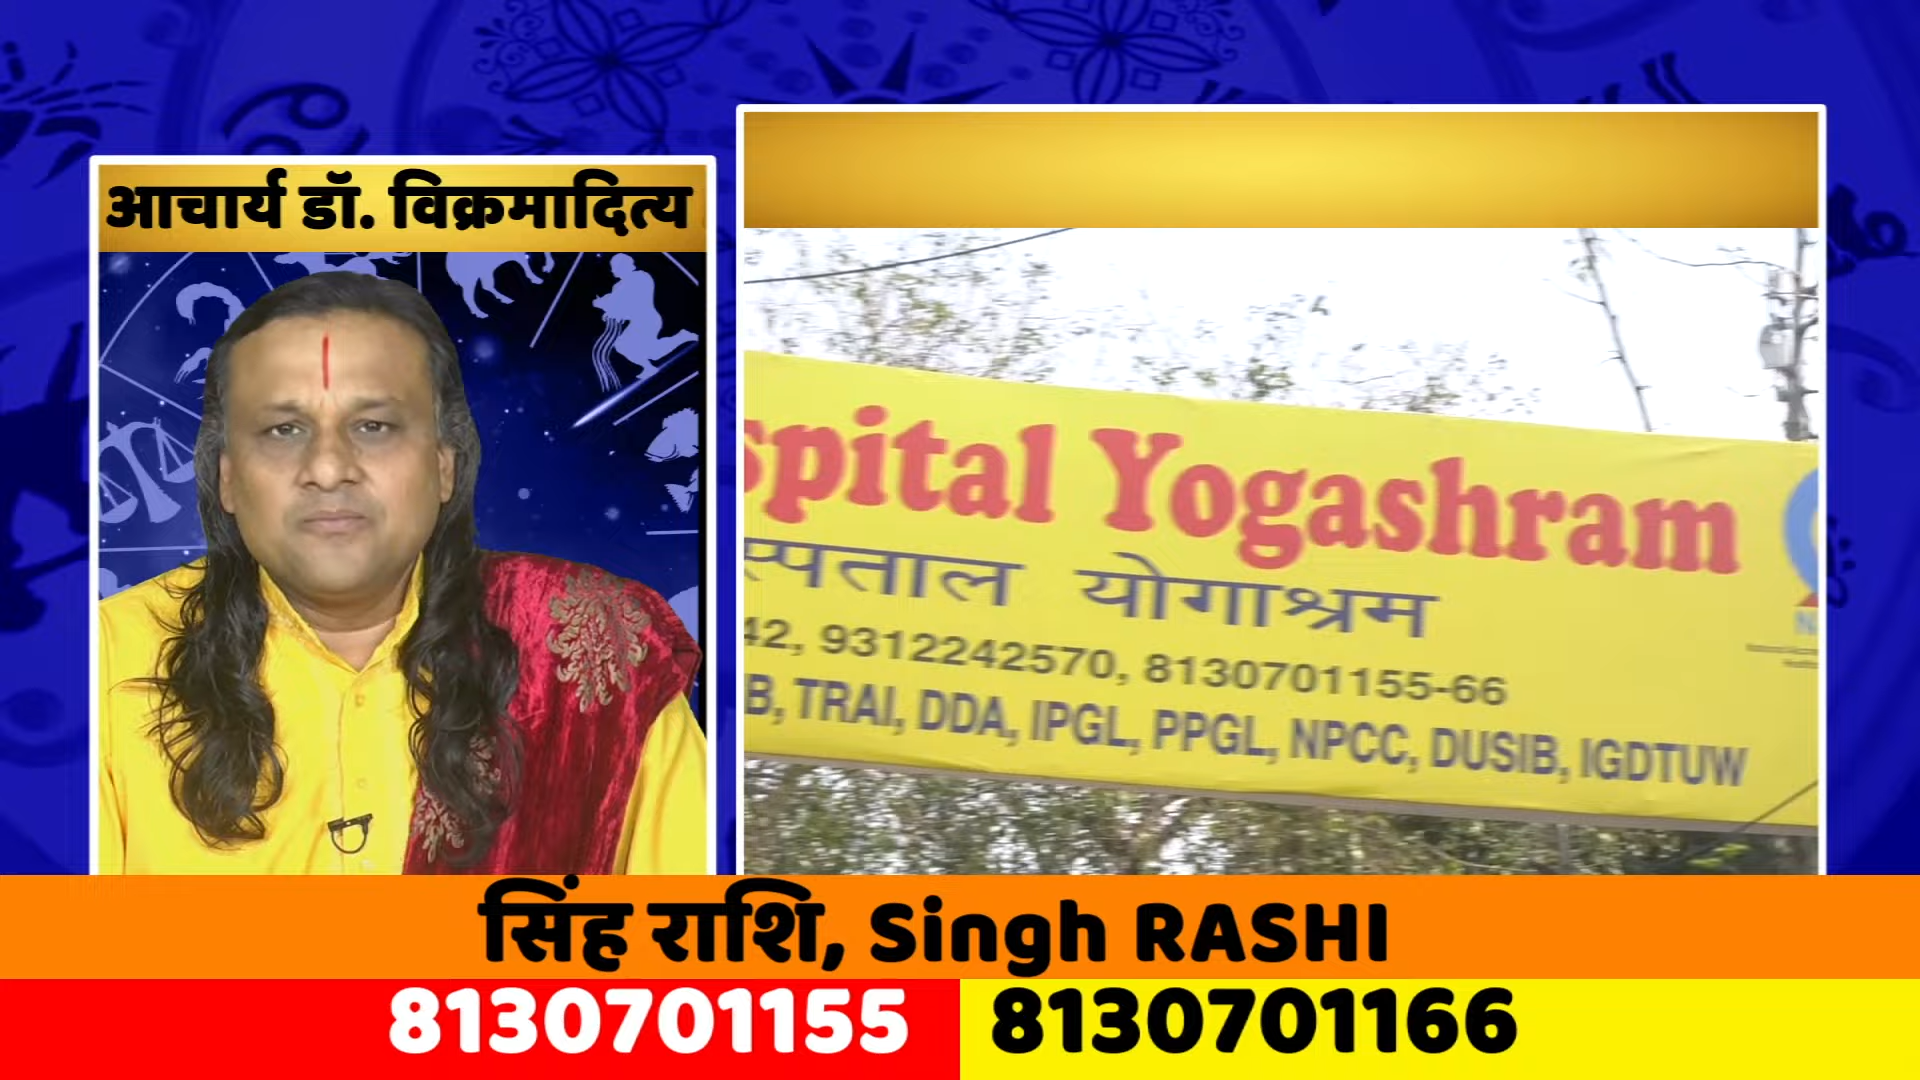 आचार्य डॉ. विक्रमादित्य
spital Yogashram
स्पताल योगाश्रम
42, 9312242570, 8130701155-66
B, TRAI, DDA, IPGL, PPGL, NPCC, DUSIB, IGDTUW
सिंह राशि, Singh RASHI
8130701155
8130701166